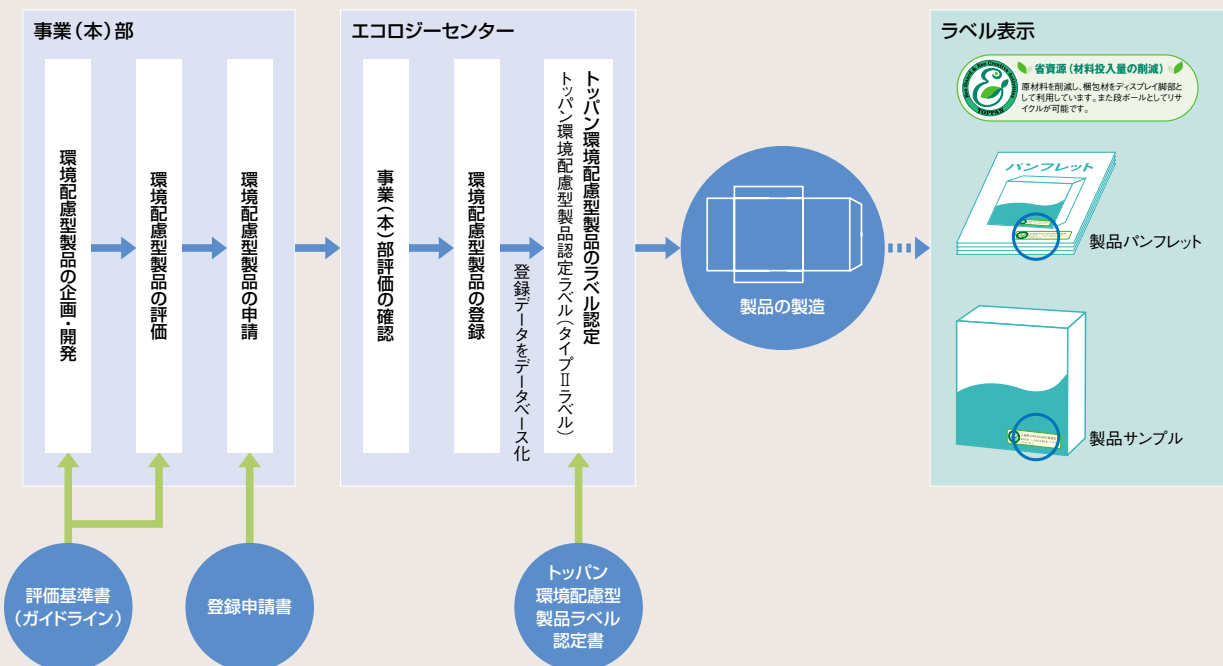 事業(本)部
環境配慮型製品の企画・開発
環境配慮型製品の評価
環境配慮型製品の申請
エコロジーセンター
事業(本)部評価の確認
環境配慮型製品の登録
登録データをデータベース化
トッパン環境配慮型製品のラベル認定
トッパン環境配慮型製品認定ラベル(タイプⅡラベル)
製品の製造
ラベル表示
TOPPAN
省資源(材料投入量の削減)
原材料を削減し、梱包材をディスプレイ脚部と
して利用しています。また段ボールとしてリサ
イクルが可能です。
パンフレット
製品パンフレット
製品サンプル
評価基準書
(ガイドライン)
登録申請書
トッパン
環境配慮型
製品ラベル
認定書